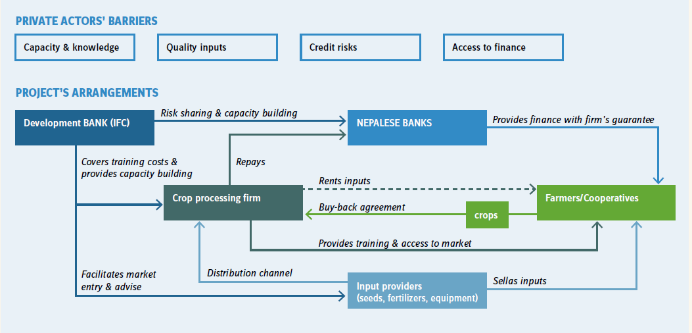 PRIVATE ACTORS' BARRIERS
Capacity & knowledge
Quality inputs
Credit risks
Access to finance
PROJECT'S ARRANGEMENTS
Development BANK (IFC)
Risk sharing & capacity building
NEPALESE BANKS
Provides finance with firm's guarantee
Covers training costs &
provides capacity building
Repays
Rents inputs
Crop processing firm
Buy-back agreement
crops
Farmers/Cooperatives
Provides training & access to market
Facilitates market
entry & advise
Distribution channel
Input providers
(seeds, fertilizers, equipment)
Sellas inputs